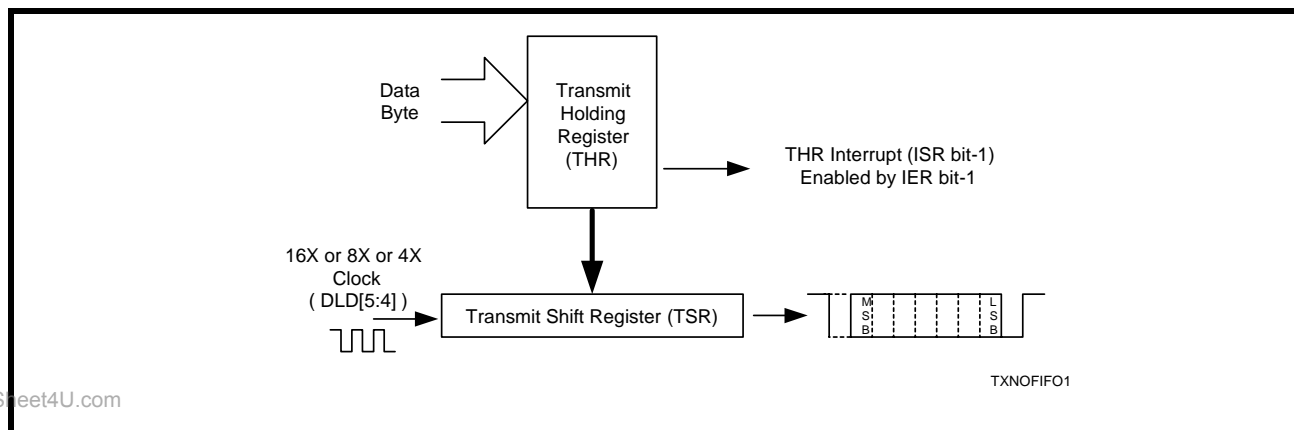 Data
Byte
Transmit
Holding
Register
(THR)
THR Interrupt (ISR bit-1)
Enabled by IER bit-1
16X or 8X or 4X
Clock
( DLD[5:4] )
Transmit Shift Register (TSR)
M
S
B
L
S
B
TXNOFIFO1
heet4U.com